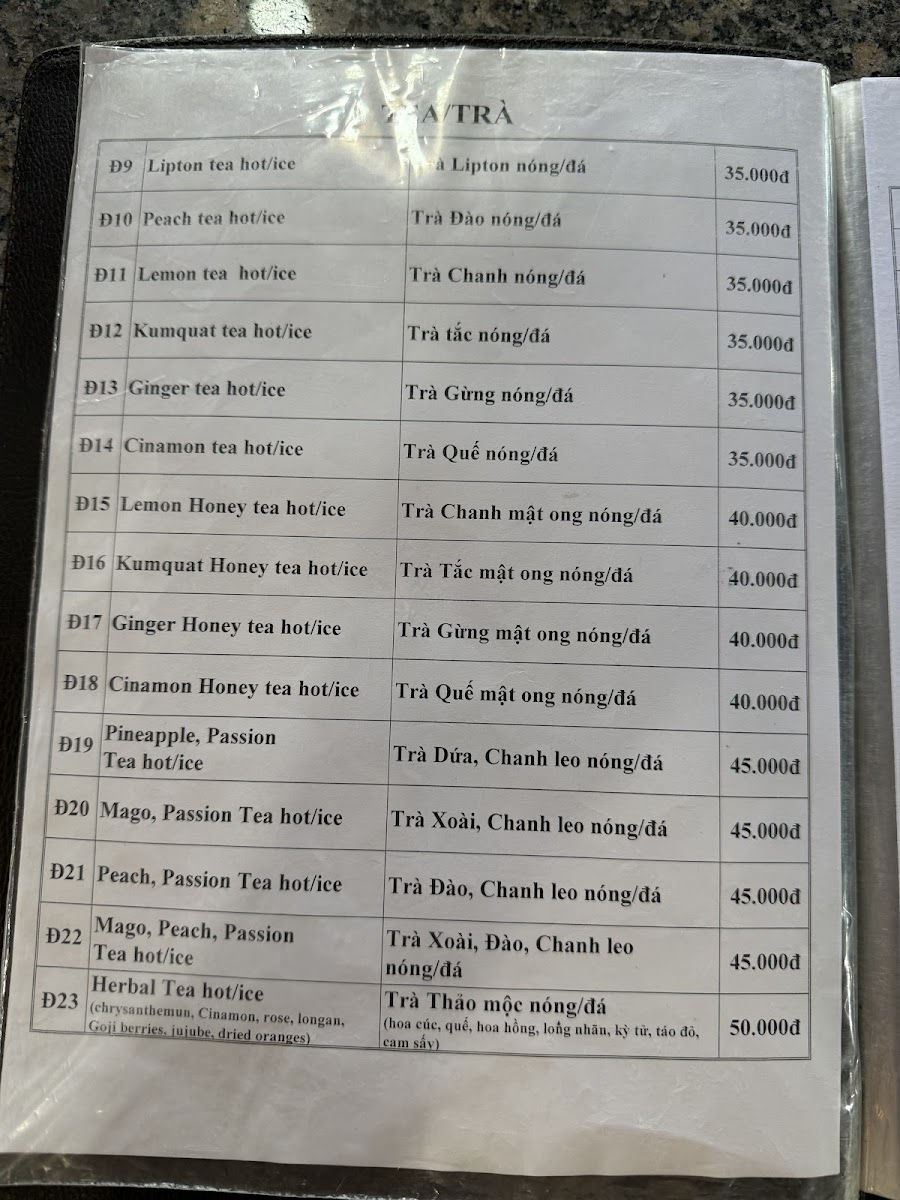 TEA/TRÀ
Đ9 Lipton tea hot/ice Trà Lipton nóng/đá 35.000đ
Đ10 Peach tea hot/ice Trà Đào nóng/đá 35.000đ
Đ11 Lemon tea hot/ice Trà Chanh nóng/đá 35.000đ
Đ12 Kumquat tea hot/ice Trà tắc nóng/đá 35.000đ
Đ13 Ginger tea hot/ice Trà Gừng nóng/đá 35.000đ
Đ14 Cinamon tea hot/ice Trà Quế nóng/đá 35.000đ
Đ15 Lemon Honey tea hot/ice Trà Chanh mật ong nóng/đá 40.000đ
Đ16 Kumquat Honey tea hot/ice Trà Tắc mật ong nóng/đá 40.000đ
Đ17 Ginger Honey tea hot/ice Trà Gừng mật ong nóng/đá 40.000đ
Đ18 Cinamon Honey tea hot/ice Trà Quế mật ong nóng/đá 40.000đ
Đ19 Pineapple, Passion
Tea hot/ice Trà Dứa, Chanh leo nóng/đá 45.000đ
Đ20 Mago, Passion Tea hot/ice Trà Xoài, Chanh leo nóng/đá 45.000đ
Đ21 Peach, Passion Tea hot/ice Trà Đào, Chanh leo nóng/đá 45.000đ
Đ22 Mago, Peach, Passion Trà Xoài, Đào, Chanh leo 45.000đ
Tea hot/ice nóng/đá
Đ23 Herbal Tea hot/ice Trà Thảo mộc nóng/đá 50.000đ
(chrysanthemun, Cinamon, rose, longan, (hoa cúc, quế, hoa hồng, long nhãn, kỳ tử, táo đỏ,
Goji berries, jujube, dried oranges) cam sấy)